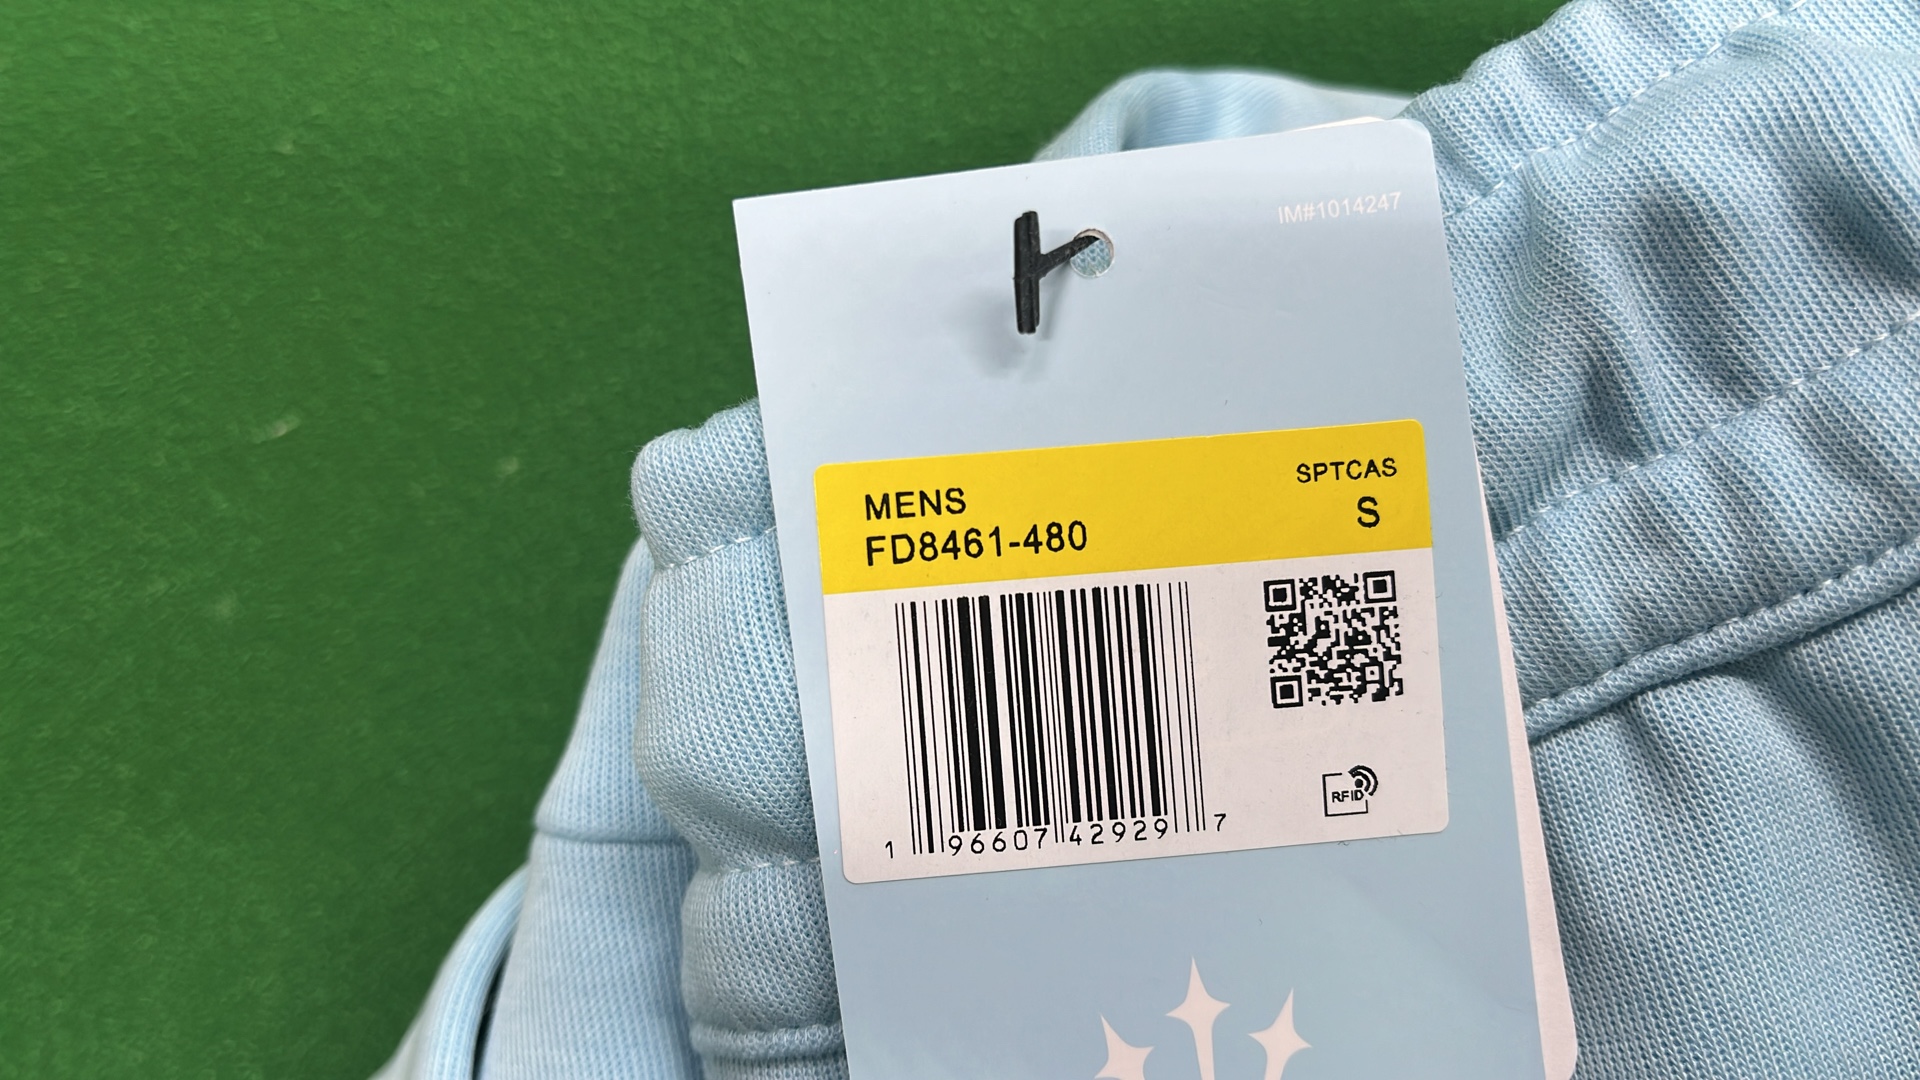 IM#1014247
MENS
SPTCAS
FD8461-480
S
1 96607 42929 7
RFID